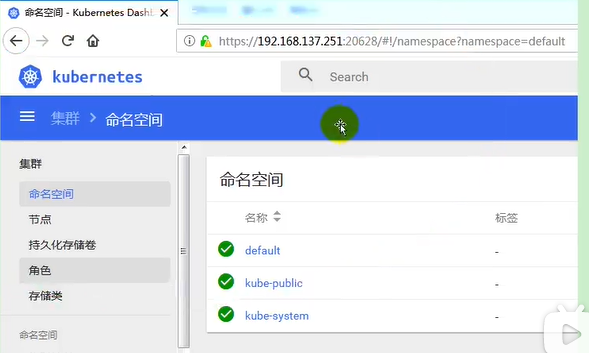 命名空间 - Kubernetes Dashl
https://192.168.137.251:20628/#!/namespace?namespace=default
kubernetes
Search
集群 > 命名空间
集群
命名空间
节点
持久化存储卷
角色
存储类
命名空间
命名空间
名称 标签
default -
kube-public -
kube-system -